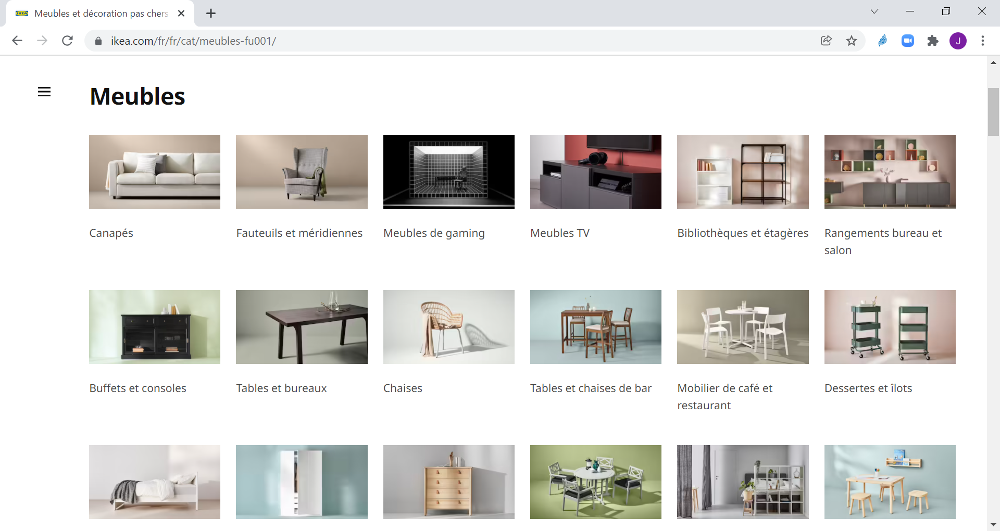 IKEA Meubles et décoration pas chers
ikea.com/fr/fr/cat/meubles-fu001/
J
Meubles
Canapés
Fauteuils et méridiennes
Meubles de gaming
Meubles TV
Bibliothèques et étagères
Rangements bureau et
salon
Buffets et consoles
Tables et bureaux
Chaises
Tables et chaises de bar
Mobilier de café et
restaurant
Dessertes et îlots